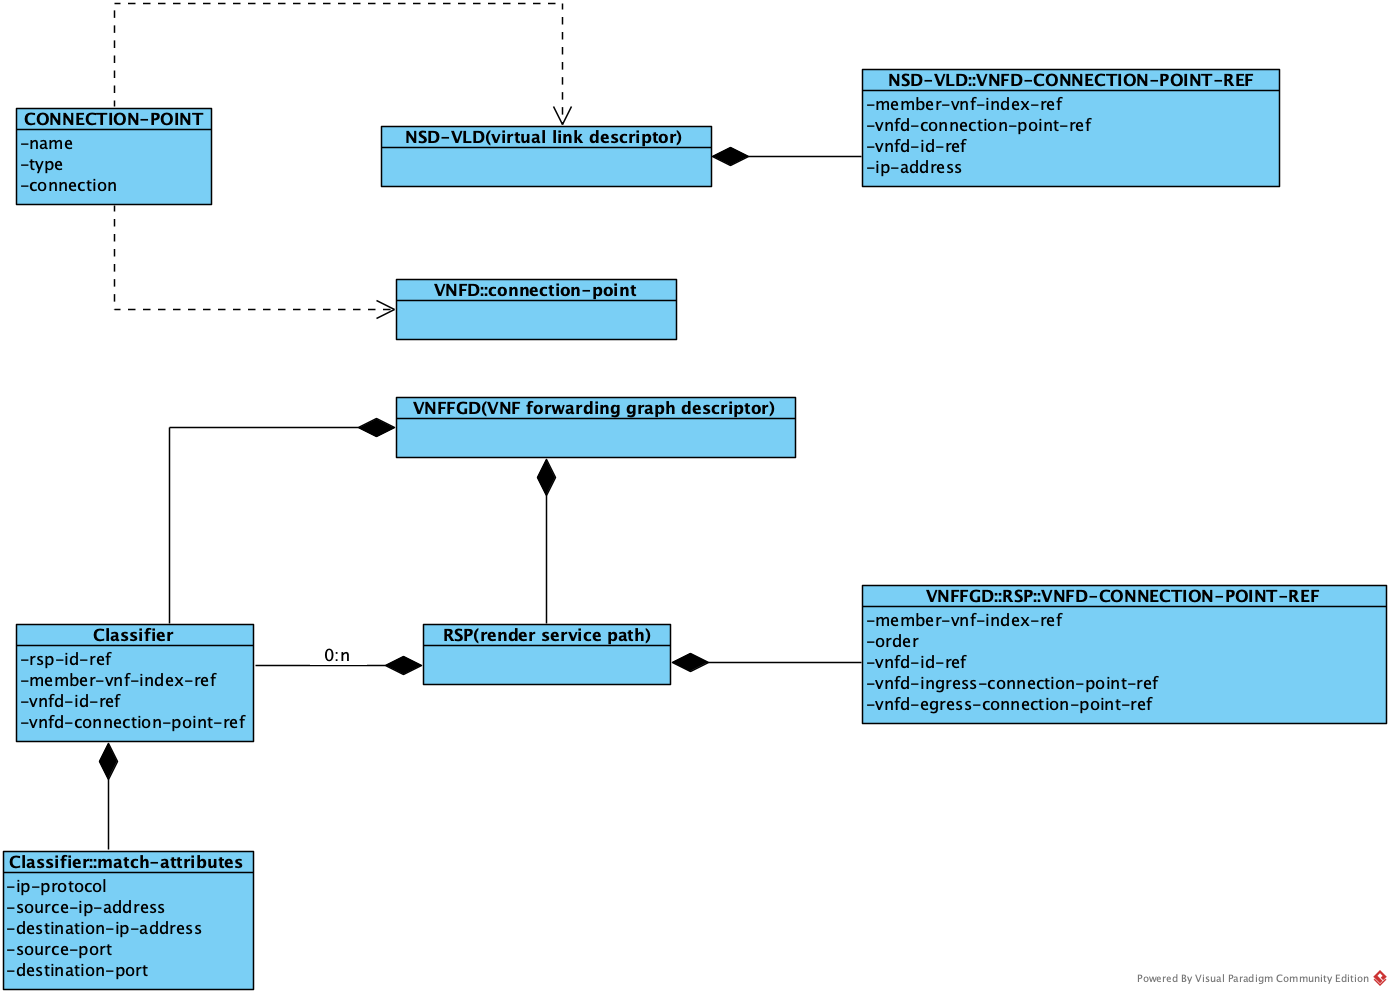 CONNECTION-POINT
-name
-type
-connection
NSD-VLD(virtual link descriptor)
NSD-VLD::VNFD-CONNECTION-POINT-REF
-member-vnf-index-ref
-vnfd-connection-point-ref
-vnfd-id-ref
-ip-address
VNFD::connection-point
VNFFGD(VNF forwarding graph descriptor)
Classifier
-rsp-id-ref
-member-vnf-index-ref
-vnfd-id-ref
-vnfd-connection-point-ref
0:n
RSP(render service path)
VNFFGD::RSP::VNFD-CONNECTION-POINT-REF
-member-vnf-index-ref
-order
-vnfd-id-ref
-vnfd-ingress-connection-point-ref
-vnfd-egress-connection-point-ref
Classifier::match-attributes
-ip-protocol
-source-ip-address
-destination-ip-address
-source-port
-destination-port
Powered By Visual Paradigm Community Edition